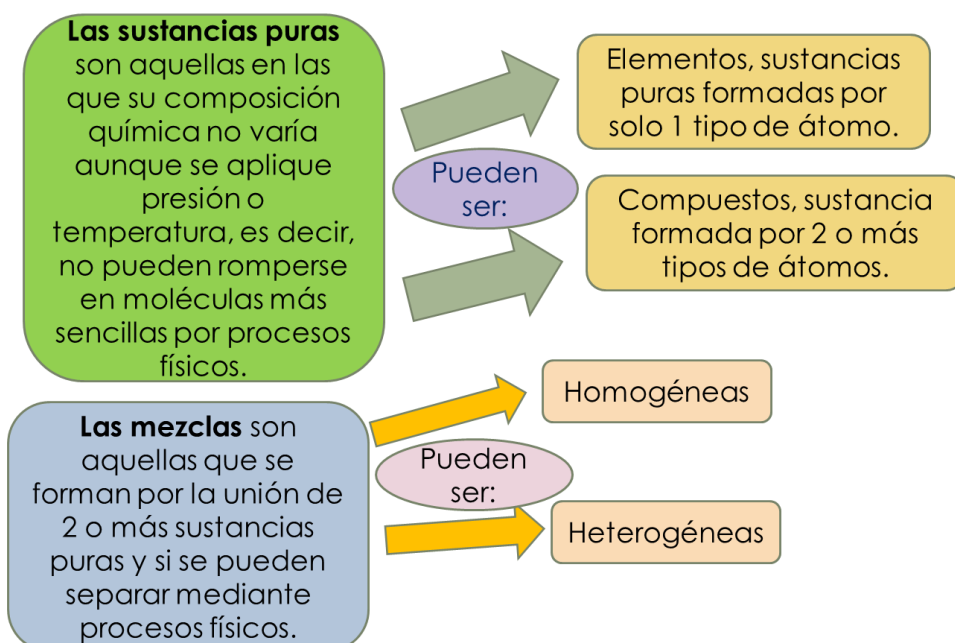 Las sustancias puras
son aquellas en las
que su composición
química no varía
aunque se aplique
presión o
temperatura, es decir,
no pueden romperse
en moléculas más
sencillas por procesos
físicos.
Pueden
ser:
Elementos, sustancias
puras formadas por
solo 1 tipo de átomo.
Compuestos, sustancia
formada por 2 o más
tipos de átomos.
Las mezclas son
aquellas que se
forman por la unión de
2 o más sustancias
puras y si se pueden
separar mediante
procesos físicos.
Pueden
ser:
Homogéneas
Heterogéneas